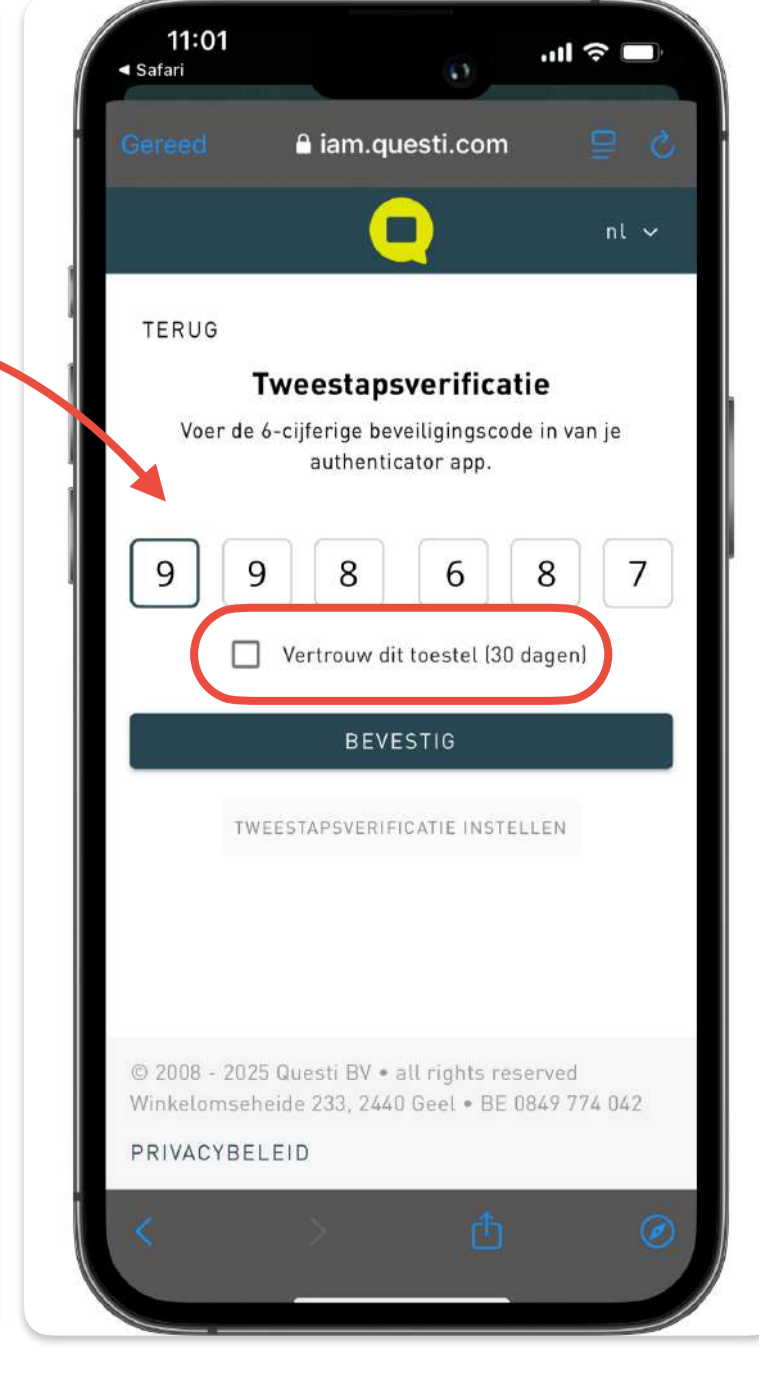 11:01
◀ Safari
Gereed
iam.questi.com
nl
TERUG
Tweestapsverificatie
Voer de 6-cijferige beveiligingscode in van je
authenticator app.
9 9 8 6 8 7
Vertrouw dit toestel (30 dagen)
BEVESTIG
TWEESTAPSVERIFICATIE INSTELLEN
© 2008 - 2025 Questi BV • all rights reserved
Winkelomseheide 233, 2440 Geel • BE 0849 774 042
PRIVACYBELEID